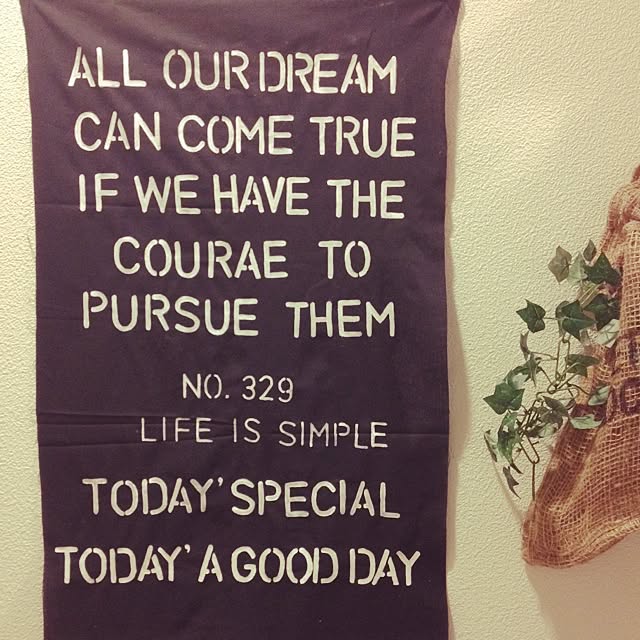 ALL OUR DREAM
CAN COME TRUE
IF WE HAVE THE
COURAE TO
PURSUE THEM
NO. 329
LIFE IS SIMPLE
TODAY' SPECIAL
TODAY' A GOOD DAY